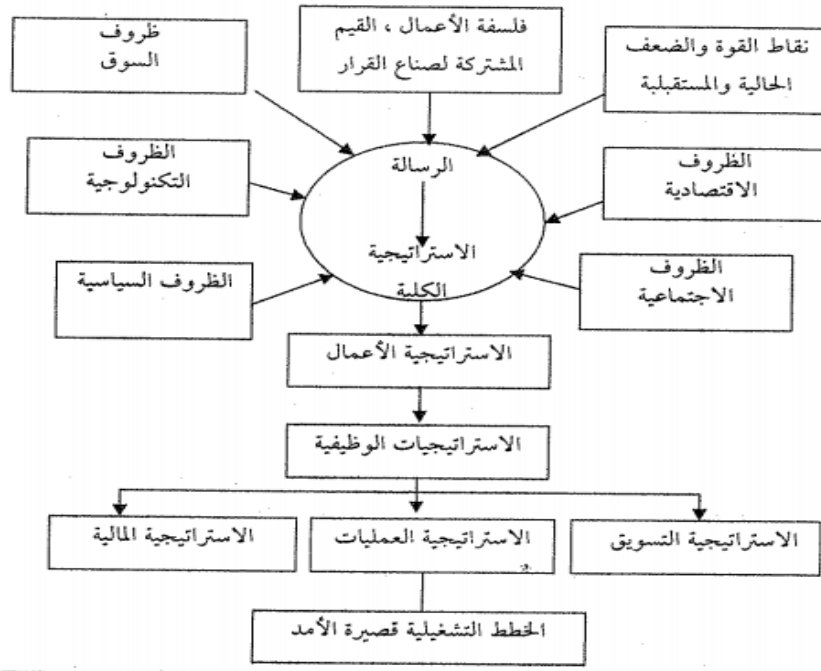 ظروف
السوق
فلسفة الأعمال ، القيم
المشتركة لصناع القرار
نقاط القوة والضعف
الحالية والمستقبلية
الظروف
التكنولوجية
الرسالة
الظروف
الاقتصادية
الاستراتيجية
الكلية
الظروف السياسية
الظروف
الاجتماعية
الاستراتيجية الأعمال
الاستراتيجيات الوظيفية
الاستراتيجية المالية
الاستراتيجية العمليات
الاستراتيجية التسويق
الخطط التشغيلية قصيرة الأمد